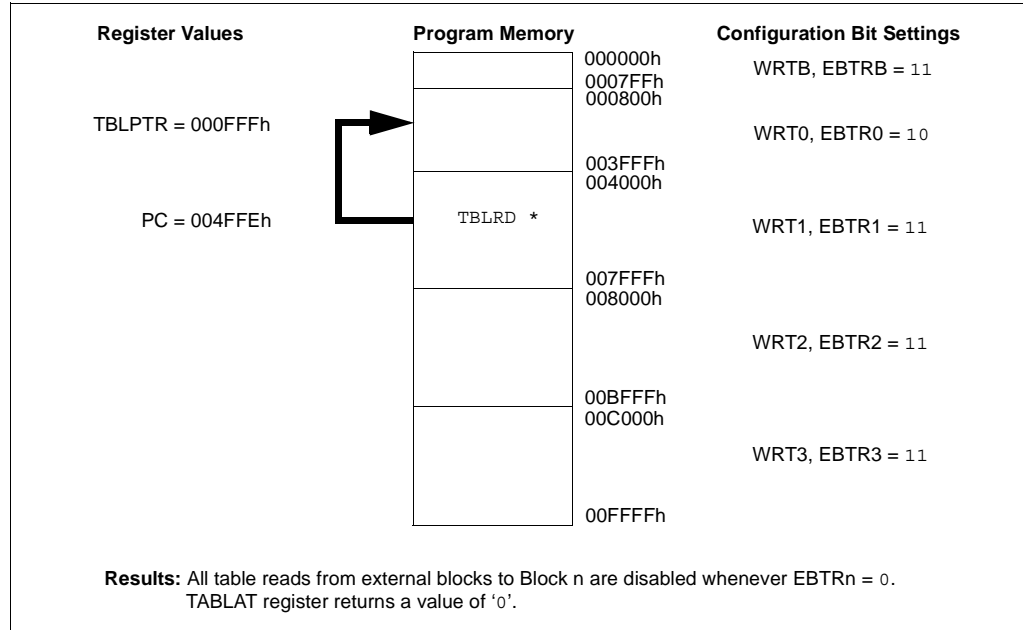 Register Values
Program Memory
Configuration Bit Settings
000000h
WRTB, EBTRB = 11
0007FFh
000800h
TBLPTR = 000FFFh
WRT0, EBTR0 = 10
003FFFh
004000h
PC = 004FFEh
TBLRD *
WRT1, EBTR1 = 11
007FFFh
008000h
WRT2, EBTR2 = 11
00BFFFh
00C000h
WRT3, EBTR3 = 11
00FFFFh
Results: All table reads from external blocks to Block n are disabled whenever EBTRn = 0.
TABLAT register returns a value of ‘0’.